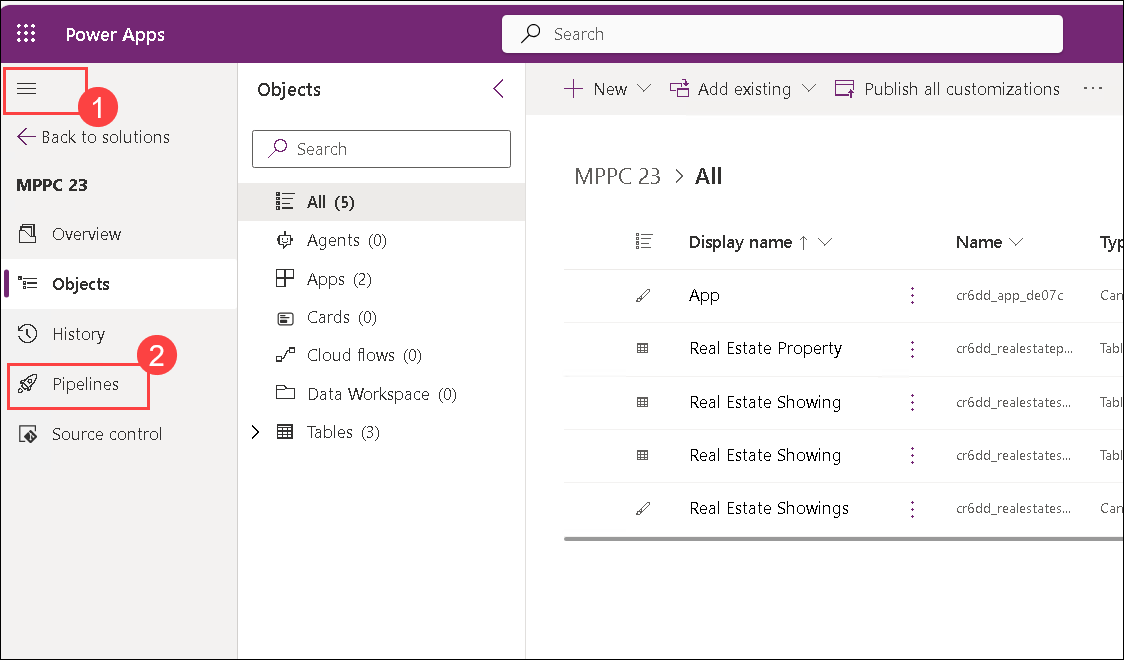 Power Apps
Search
1
Back to solutions
MPPC 23
Overview
Objects
History
2
Pipelines
Source control
Objects
Search
All (5)
Agents (0)
Apps (2)
Cards (0)
Cloud flows (0)
Data Workspace (0)
Tables (3)
New Add existing Publish all customizations ...
MPPC 23 > All
Display name ↑ Name Typ
App cr6dd_app_de07c Can
Real Estate Property cr6dd_realestatep... Tabl
Real Estate Showing cr6dd_realestates... Tabl
Real Estate Showing cr6dd_realestates... Tabl
Real Estate Showings cr6dd_realestates... Can